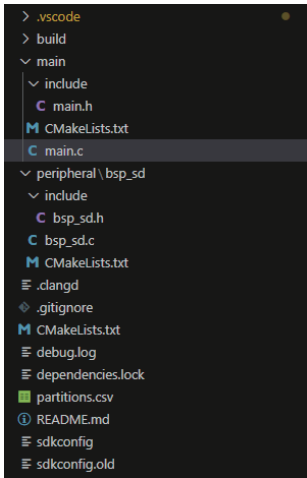 .vscode
build
main
include
C main.h
M CMakeLists.txt
C main.c
peripheral\bsp_sd
include
C bsp_sd.h
C bsp_sd.c
M CMakeLists.txt
.clangd
.gitignore
M CMakeLists.txt
debug.log
dependencies.lock
partitions.csv
README.md
sdkconfig
sdkconfig.old